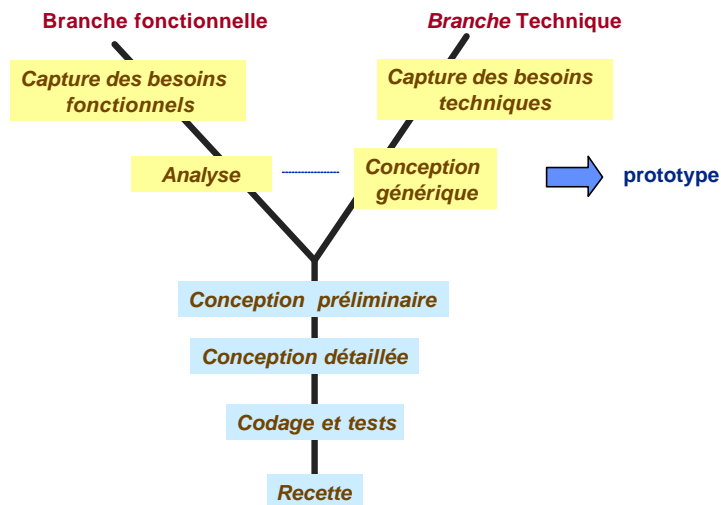 Branche fonctionnelle
Branche Technique
Capture des besoins
fonctionnels
Capture des besoins
techniques
Analyse
Conception
générique
prototype
Conception préliminaire
Conception détaillée
Codage et tests
Recette